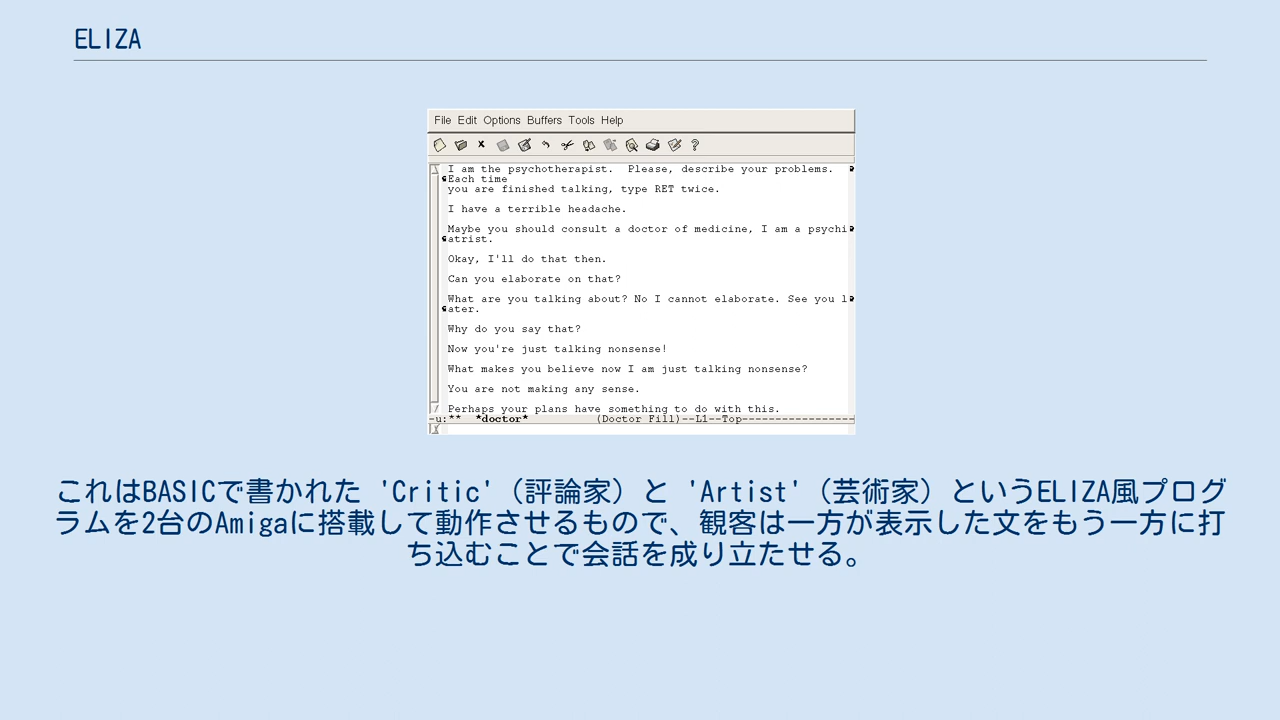 ELIZA
File Edit Options Buffers Tools Help
I am the psychotherapist.  Please, describe your problems.
Each time
you are finished talking, type RET twice.
I have a terrible headache.
Maybe you should consult a doctor of medicine, I am a psychi
atrist.
Okay, I'll do that then.
Can you elaborate on that?
What are you talking about? No I cannot elaborate. See you l
ater.
Why do you say that?
Now you're just talking nonsense!
What makes you believe now I am just talking nonsense?
You are not making any sense.
Perhaps your plans have something to do with this.
-u:**  *doctor*          (Doctor Fill)--L1--Top-----------------
これはBASICで書かれた 'Critic'（評論家）と 'Artist'（芸術家）というELIZA風プログ
ラムを2台のAmigaに搭載して動作させるもので、観客は一方が表示した文をもう一方に打
ち込むことで会話を成り立たせる。